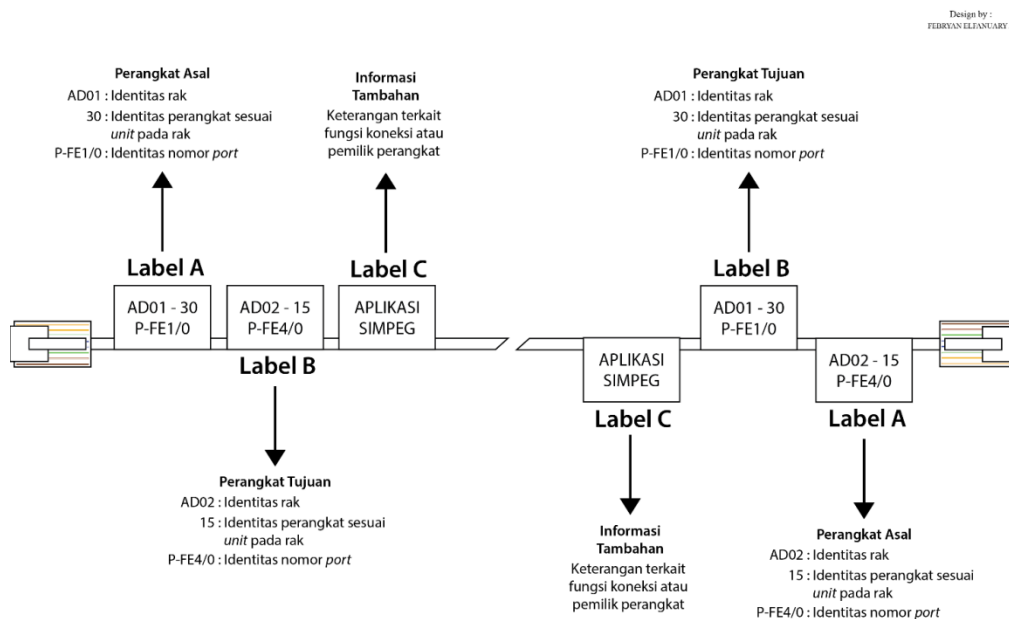 Design by :
FEBRYAN ELFANUARY
Perangkat Asal
AD01 : Identitas rak
30 : Identitas perangkat sesuai
unit pada rak
P-FE1/0 : Identitas nomor port
Informasi
Tambahan
Keterangan terkait
fungsi koneksi atau
pemilik perangkat
Perangkat Tujuan
AD01 : Identitas rak
30 : Identitas perangkat sesuai
unit pada rak
P-FE1/0 : Identitas nomor port
Label A
Label C
Label B
AD01 - 30
P-FE1/0
AD02 - 15
P-FE4/0
APLIKASI
SIMPEG
AD01 - 30
P-FE1/0
Label B
APLIKASI
SIMPEG
AD02 - 15
P-FE4/0
Label C
Label A
Perangkat Tujuan
AD02 : Identitas rak
15 : Identitas perangkat sesuai
unit pada rak
P-FE4/0 : Identitas nomor port
Informasi
Tambahan
Keterangan terkait
fungsi koneksi atau
pemilik perangkat
Perangkat Asal
AD02 : Identitas rak
15 : Identitas perangkat sesuai
unit pada rak
P-FE4/0 : Identitas nomor port